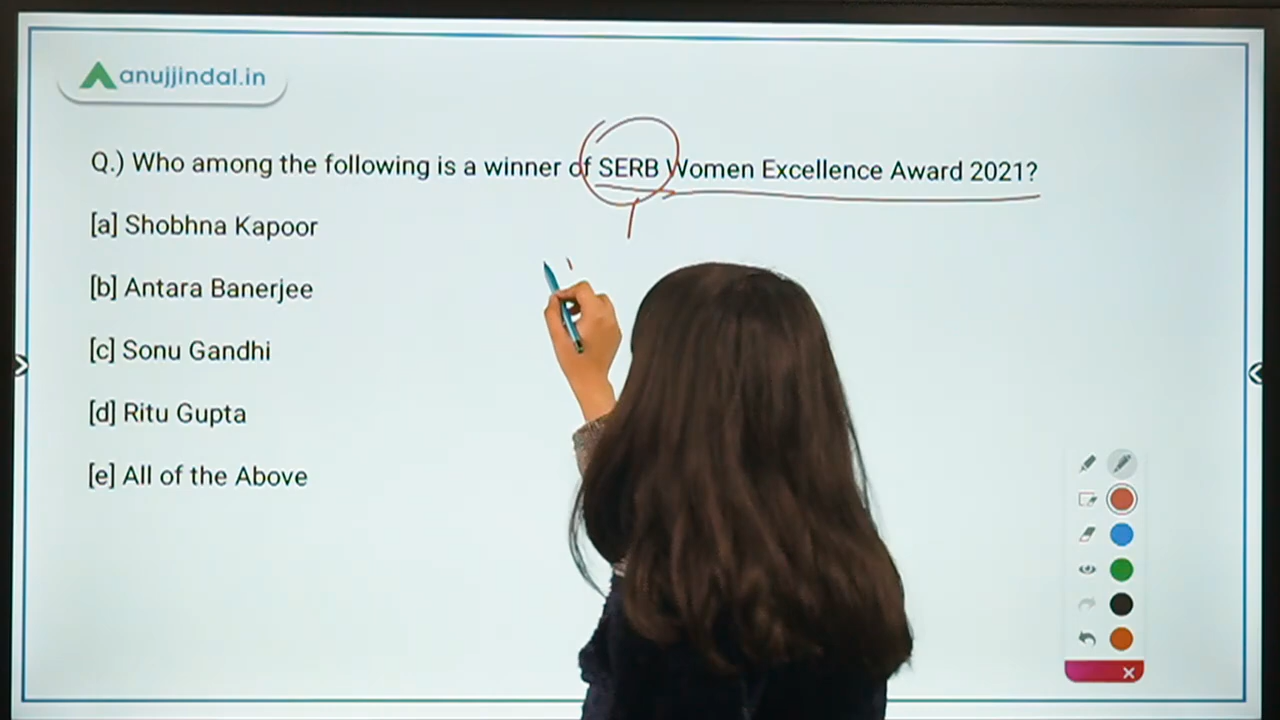 anujjindal.in
Q.) Who among the following is a winner of SERB Women Excellence Award 2021?
[a] Shobhna Kapoor
[b] Antara Banerjee
[c] Sonu Gandhi
[d] Ritu Gupta
[e] All of the Above